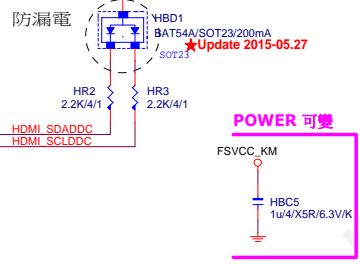 防漏電
HBD1
BAT54A/SOT23/200mA
★Update 2015-05.27
SOT23
HR2
2.2K/4/1
HR3
2.2K/4/1
HDMI_SDADDC
HDMI_SCLDDC
POWER 可變
FSVCC_KM
HBC5
1u/4/X5R/6.3V/K